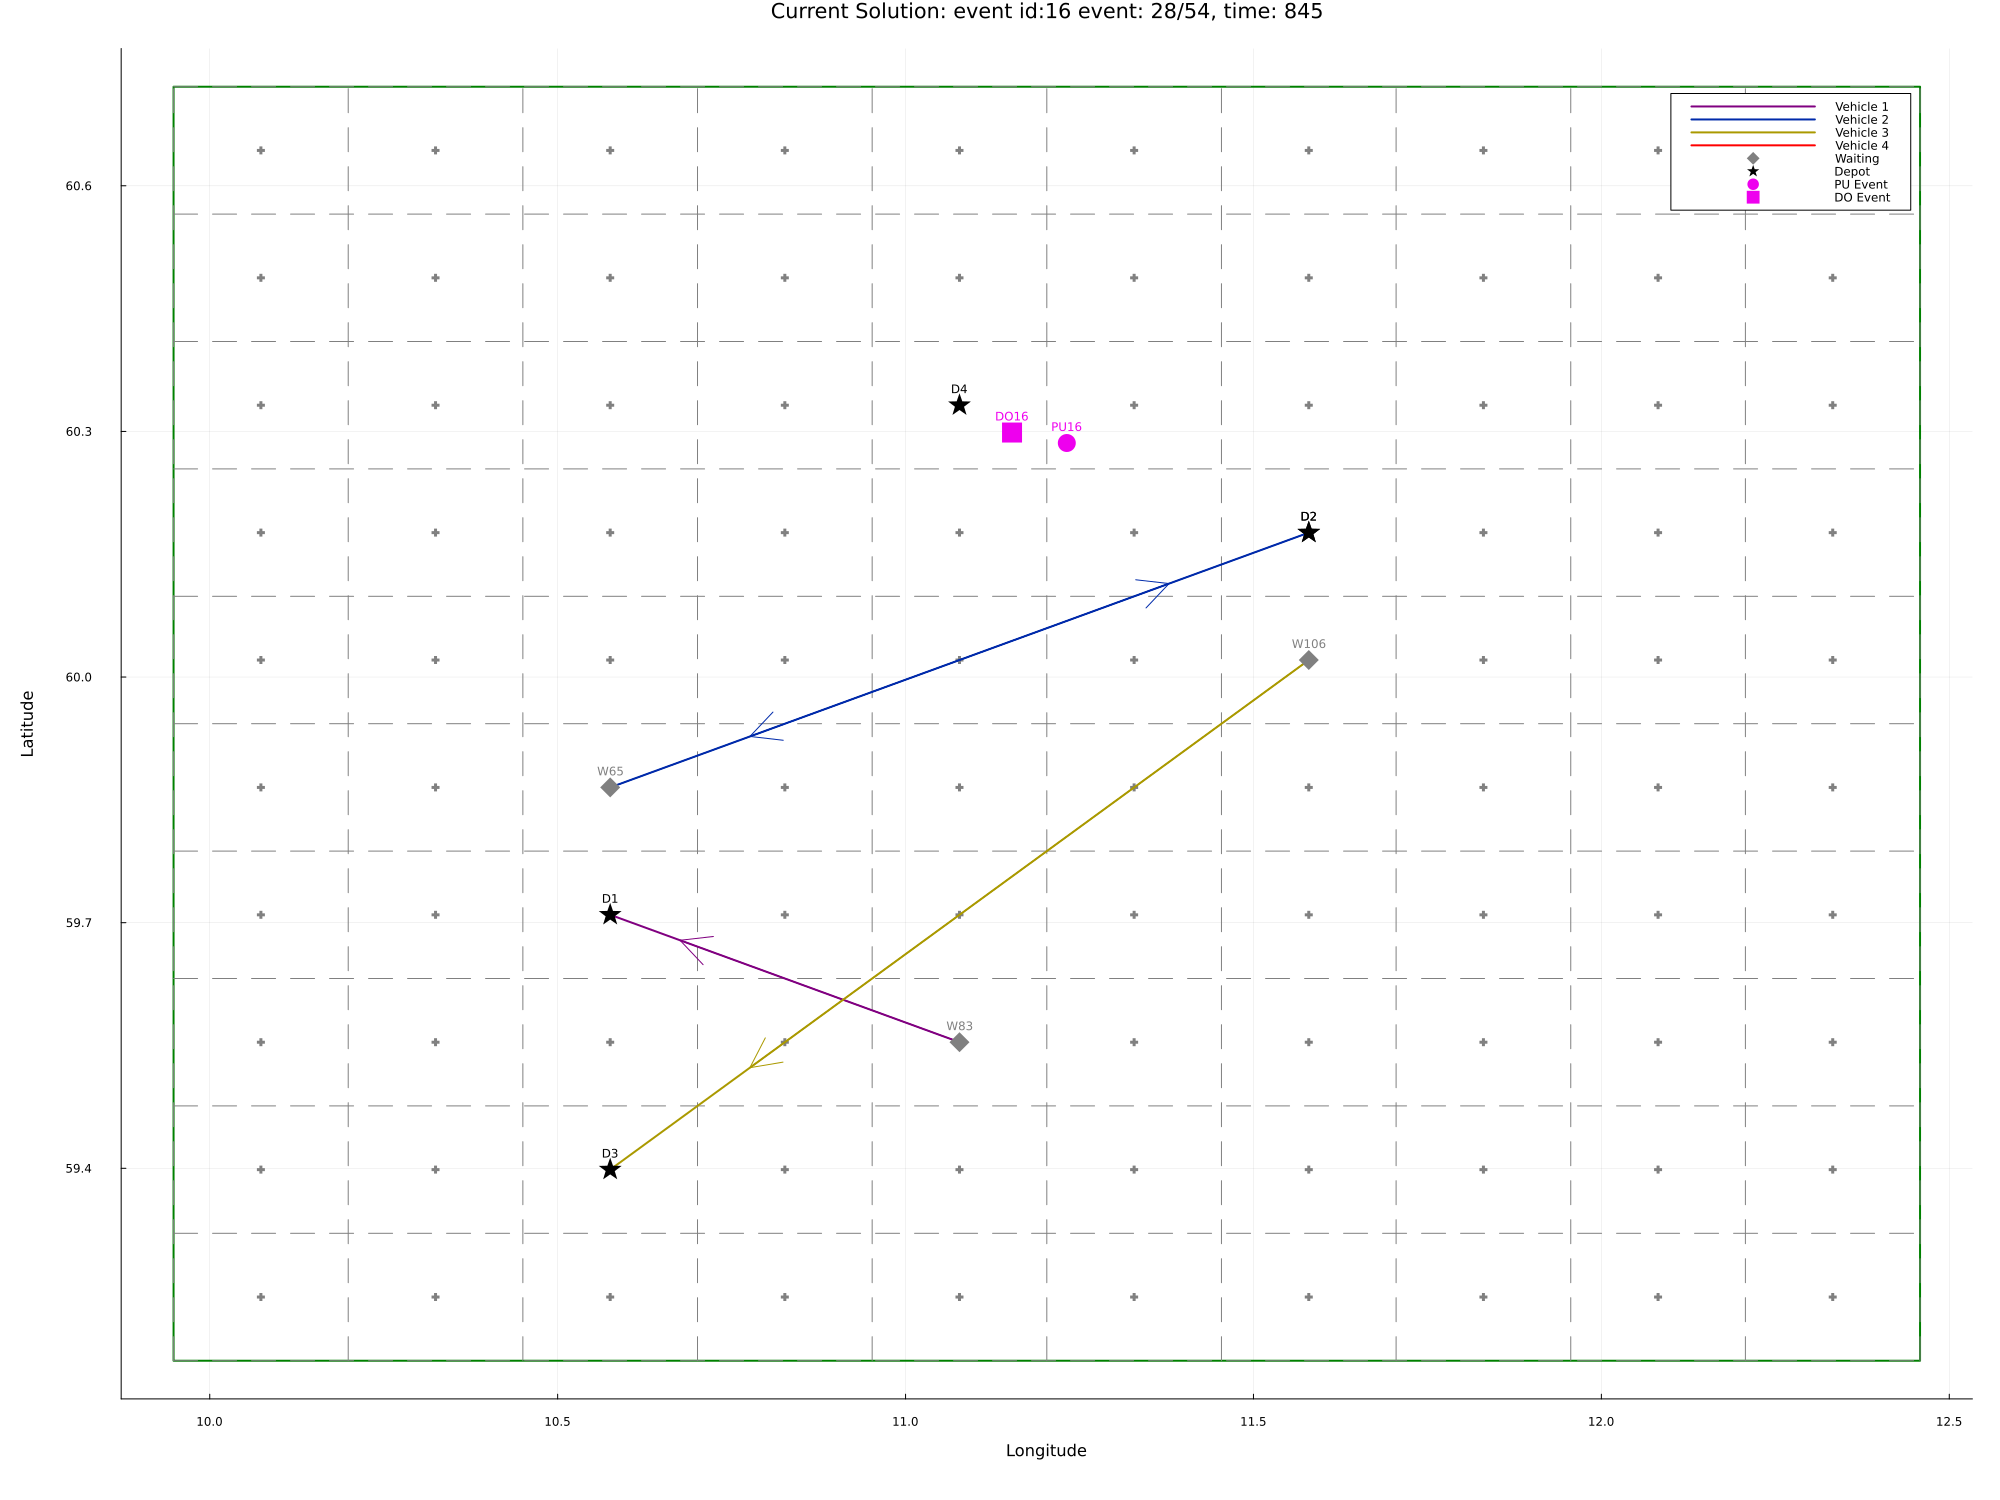 Current Solution: event id:16 event: 28/54, time: 845
Vehicle 1
Vehicle 2
Vehicle 3
Vehicle 4
Waiting
Depot
PU Event
DO Event
60.6
60.3
60.0
59.7
59.4
Latitude
D4
DO16
PU16
D2
W106
W65
D1
W83
D3
10.0
10.5
11.0
11.5
12.0
12.5
Longitude